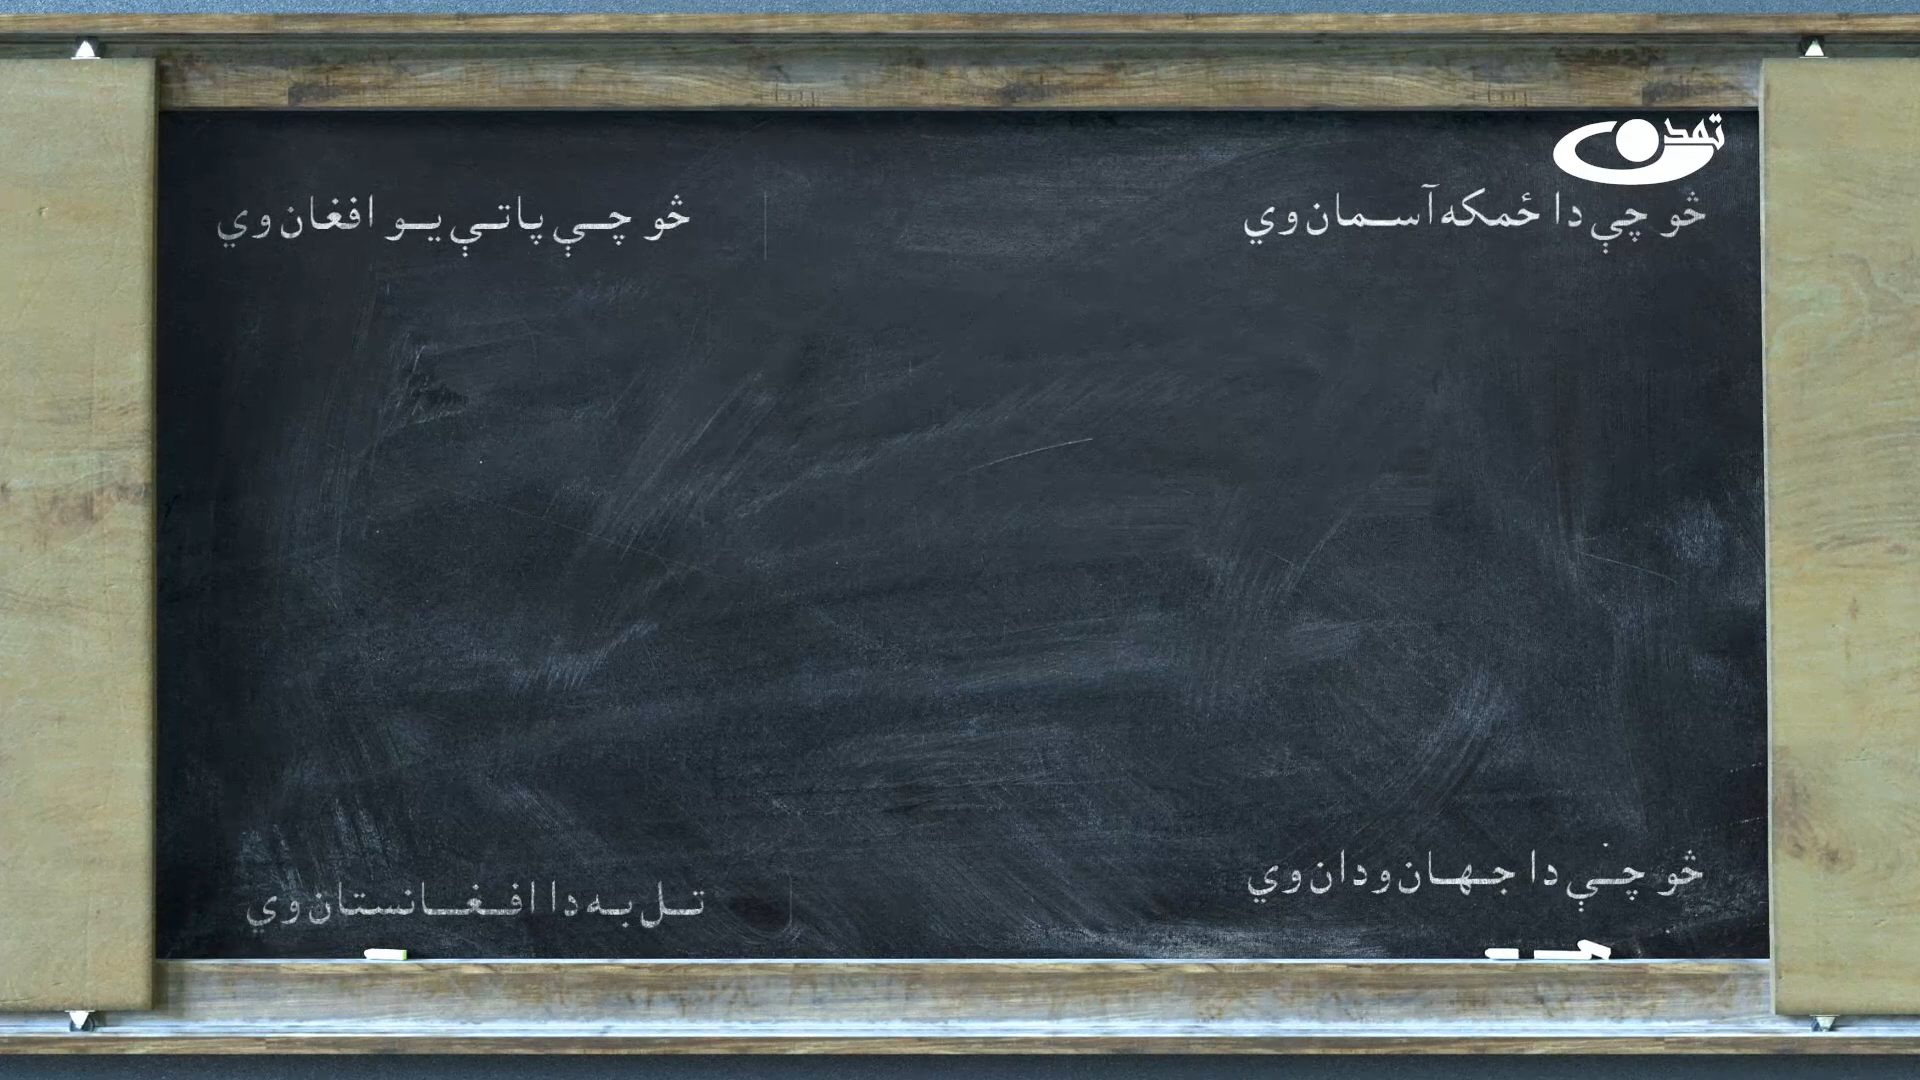 تمدن
څو چې دا ځمکه آسمان وي
څو چې پاتې يو افغان وي
څو چې دا جهان ودان وي
تل به دا افغانستان وي